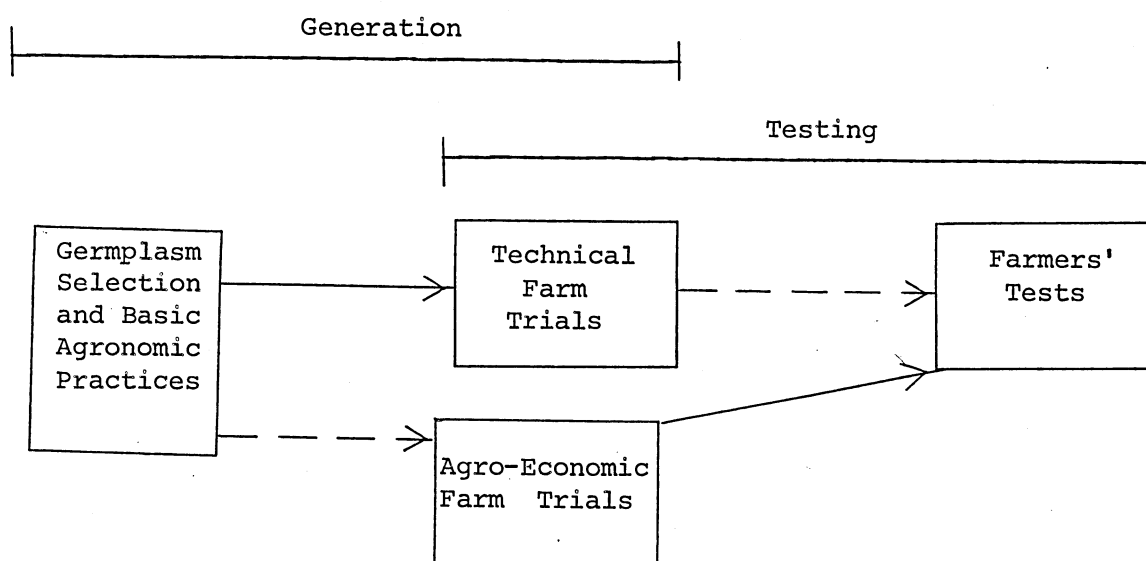 Generation
Testing
Germplasm
Selection
and Basic
Agronomic
Practices
Technical
Farm
Trials
Farmers'
Tests
Agro-Economic
Farm Trials